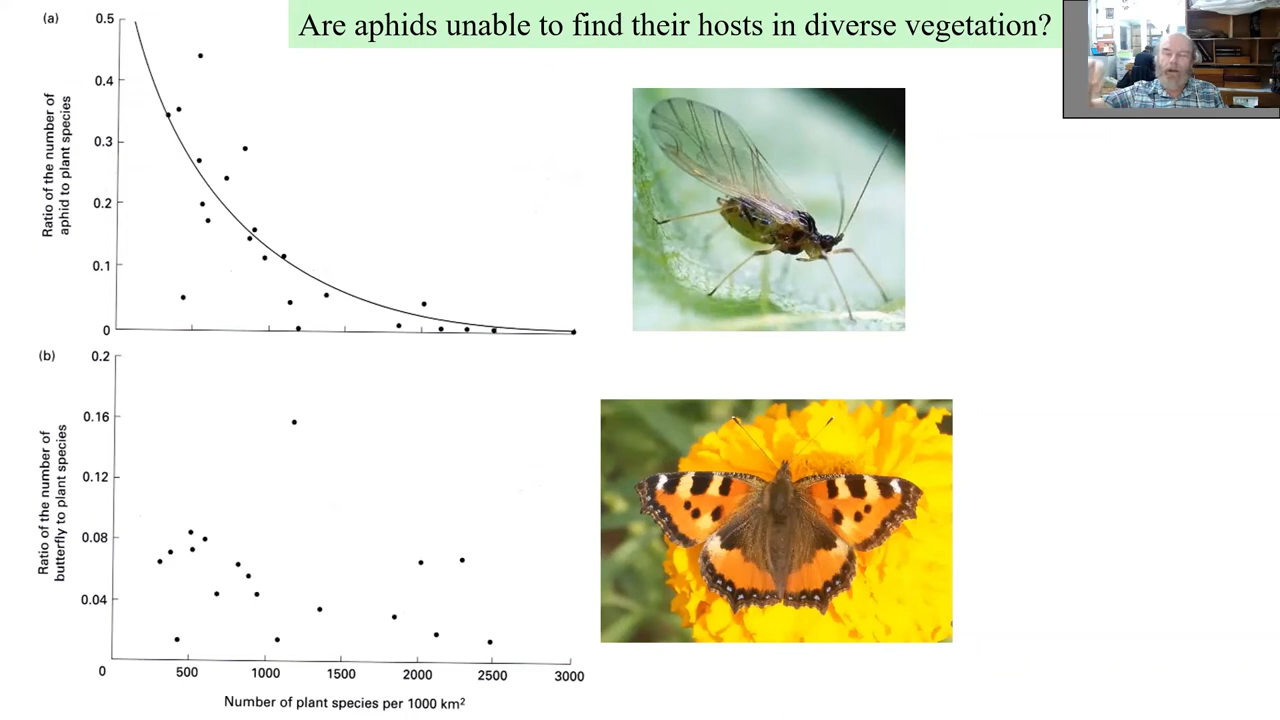 Are aphids unable to find their hosts in diverse vegetation?
(a)
Ratio of the number of
aphid to plant species
0.5
0.4
0.3
0.2
0.1
0
(b)
Ratio of the number of
butterfly to plant species
0.2
0.16
0.12
0.08
0.04
0
500
1000
1500
2000
2500
3000
Number of plant species per 1000 km²